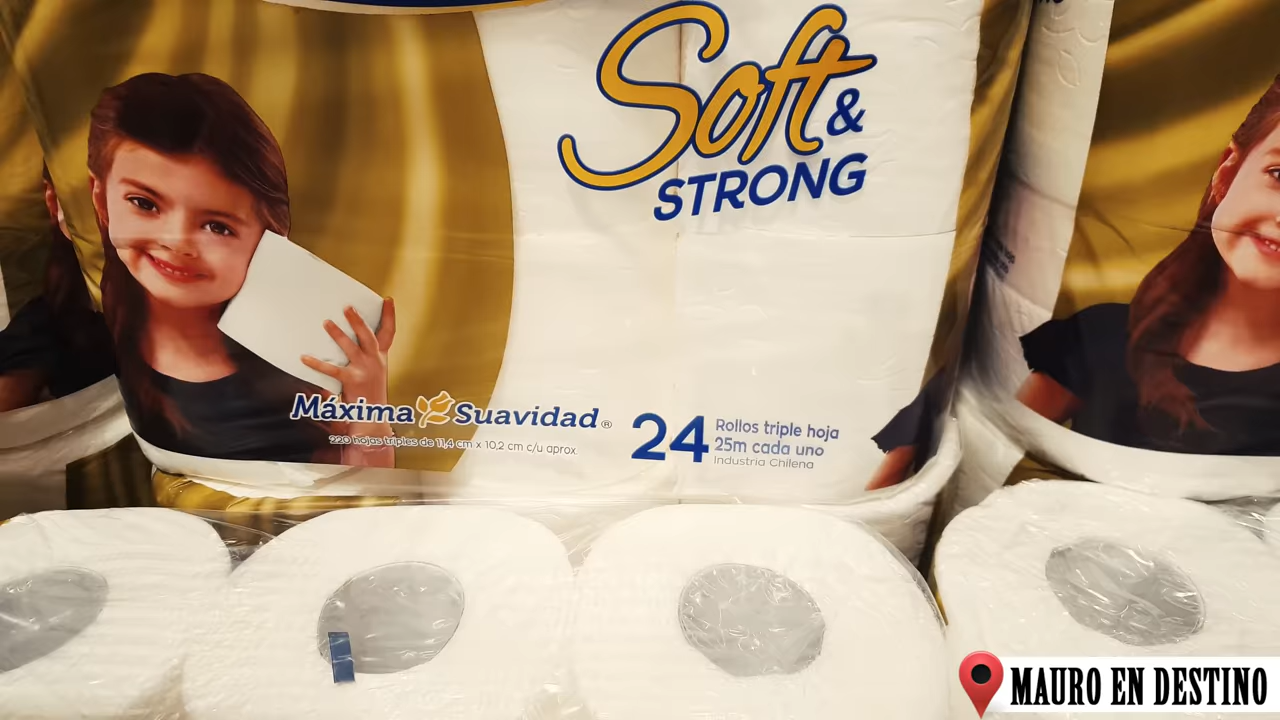 Soft &
STRONG
Máxima Suavidad®
220 hojas triples de 11,4 cm x 10,2 cm c/u aprox.
24 Rollos triple hoja
25m cada uno
Industria Chilena
MAURO EN DESTINO